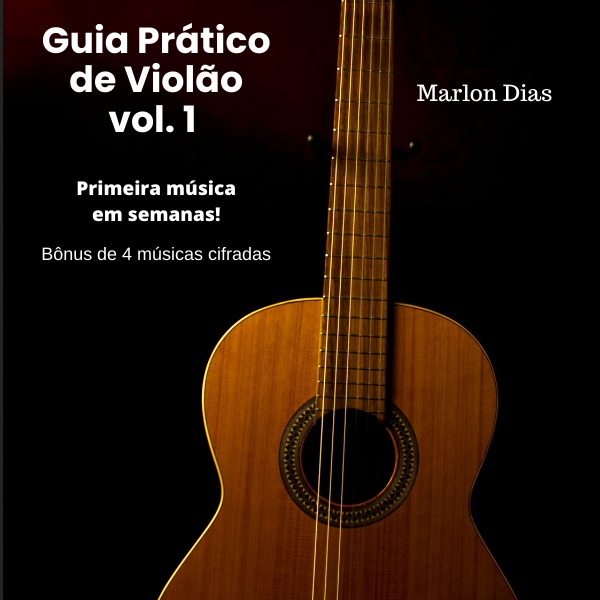 Guia Prático
de Violão
vol. 1
Marlon Dias
Primeira música
em semanas!
Bônus de 4 músicas cifradas